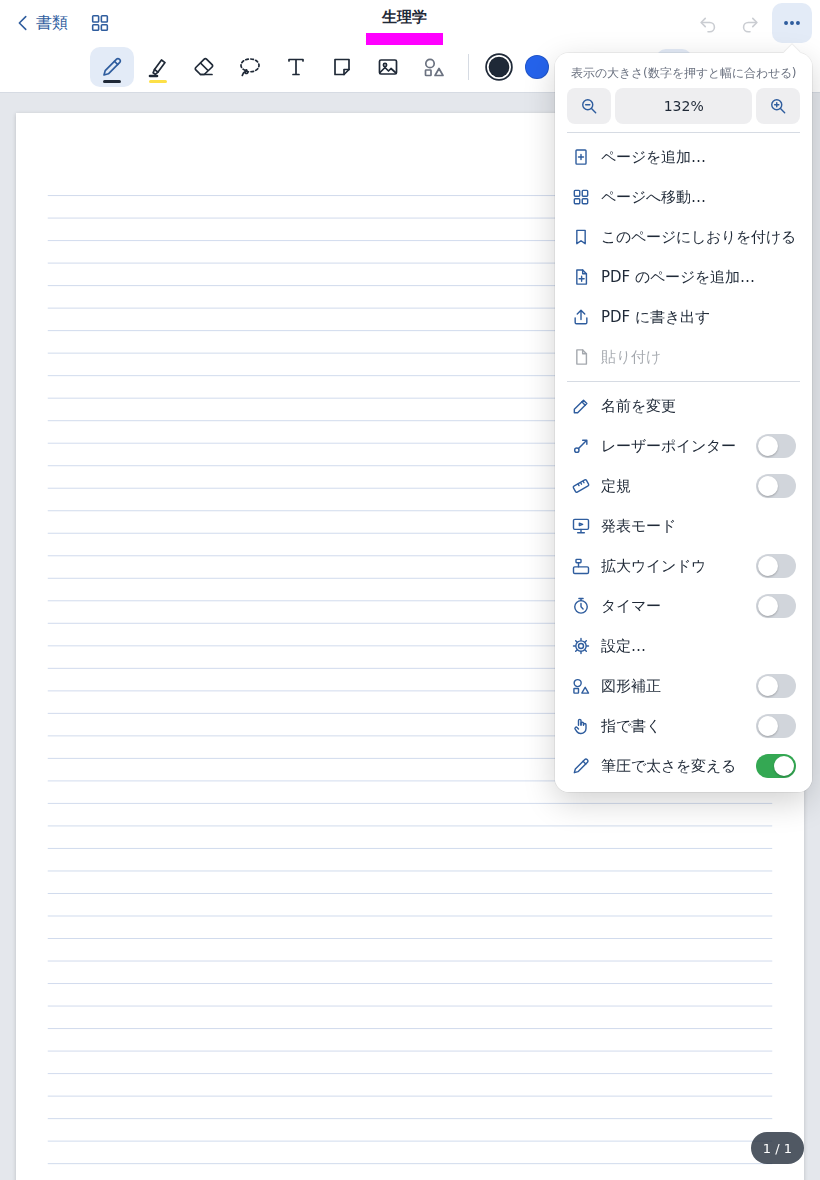 書類
生理学
表示の大きさ(数字を押すと幅に合わせる)
132%
ページを追加…
ページへ移動…
このページにしおりを付ける
PDF のページを追加…
PDF に書き出す
貼り付け
名前を変更
レーザーポインター
定規
発表モード
拡大ウインドウ
タイマー
設定…
図形補正
指で書く
筆圧で太さを変える
1 / 1